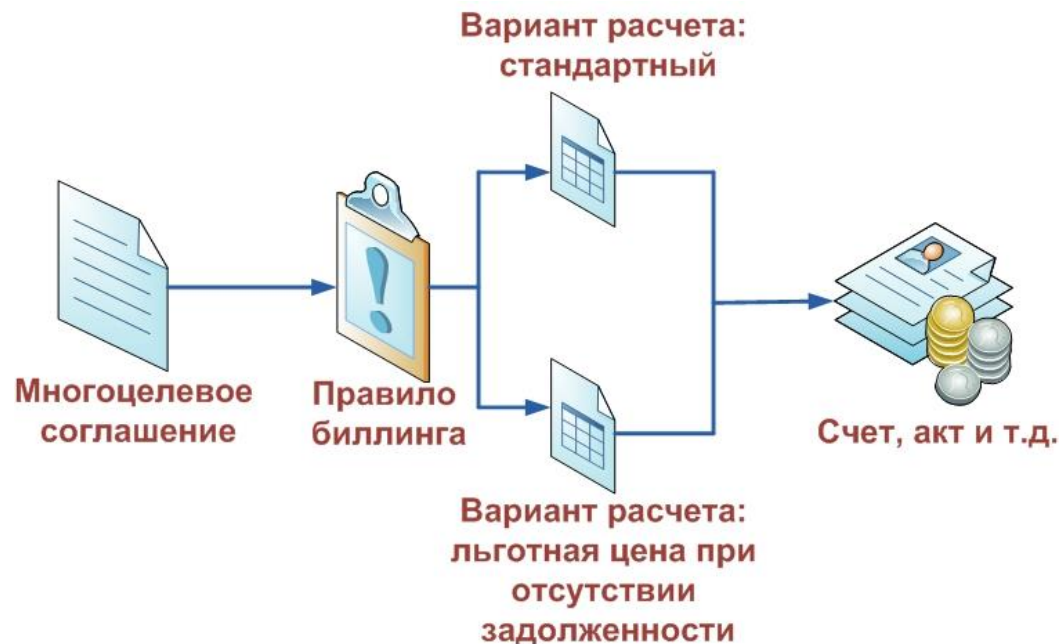 Вариант расчета:
стандартный
Многоцелевое
соглашение
Правило
биллинга
Счет, акт и т.д.
Вариант расчета:
льготная цена при
отсутствии
задолженности